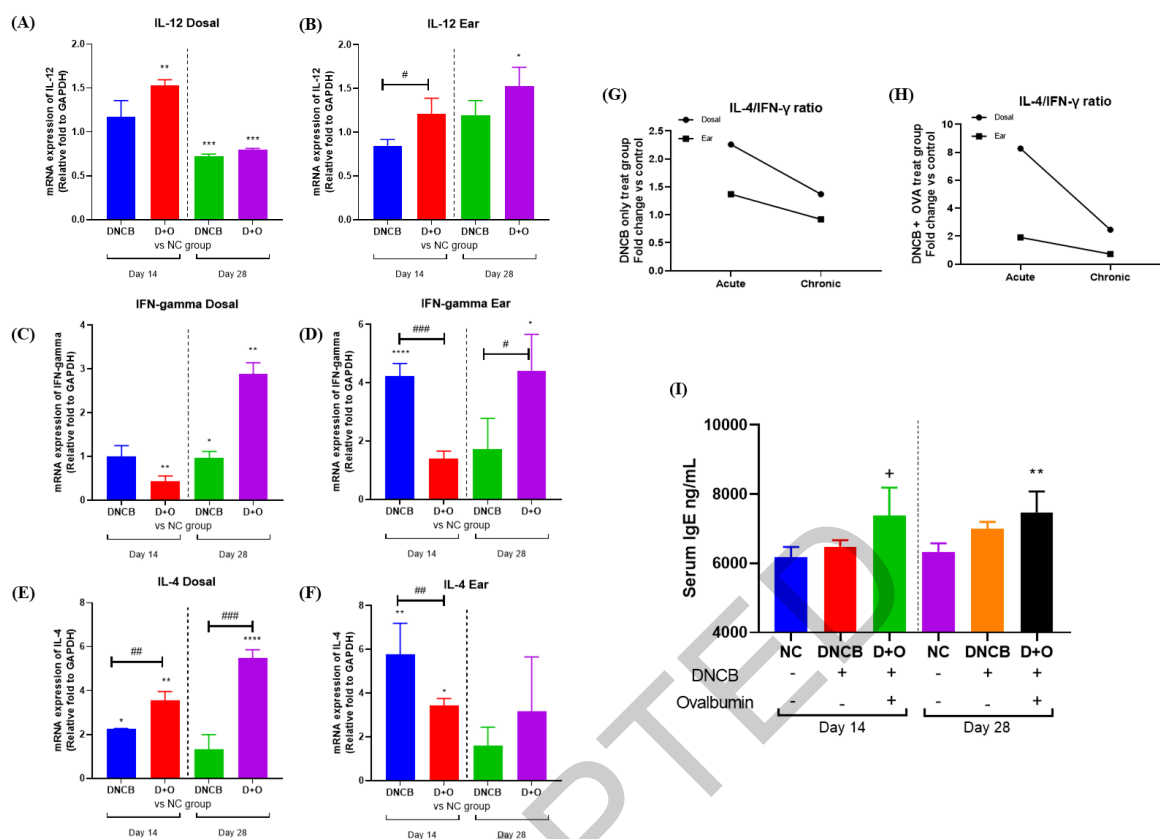 (A)
IL-12 Dosal
mRNA expression of IL-12
(Relative fold to GAPDH)
2.0
1.5
1.0
0.5
0.0
**
***
***
DNCB
D+O
DNCB
D+O
vs NC group
Day 14
Day 28
(B)
IL-12 Ear
mRNA expression of IL-12
(Relative fold to GAPDH)
2.0
1.5
1.0
0.5
0.0
#
*
DNCB
D+O
DNCB
D+O
vs NC group
Day 14
Day 28
(C)
IFN-gamma Dosal
mRNA expression of IFN-gamma
(Relative fold to GAPDH)
4
3
2
1
0
**
*
**
DNCB
D+O
DNCB
D+O
vs NC group
Day 14
Day 28
(D)
IFN-gamma Ear
mRNA expression of IFN-gamma
(Relative fold to GAPDH)
6
4
2
0
###
****
#
*
DNCB
D+O
DNCB
D+O
vs NC group
Day 14
Day 28
(E)
IL-4 Dosal
mRNA expression of IL-4
(Relative fold to GAPDH)
8
6
4
2
0
##
*
**
###
****
DNCB
D+O
DNCB
D+O
vs NC group
Day 14
Day 28
(F)
IL-4 Ear
mRNA expression of IL-4
(Relative fold to GAPDH)
8
6
4
2
0
##
**
*
DNCB
D+O
DNCB
D+O
vs NC group
Day 14
Day 28
(G)
IL-4/IFN-γ ratio
Dosal
Ear
DNCB only treat group
Fold change vs control
2.5
2.0
1.5
1.0
0.5
0.0
Acute
Chronic
(H)
IL-4/IFN-γ ratio
Dosal
Ear
DNCB + OVA treat group
Fold change vs control
10
8
6
4
2
0
Acute
Chronic
(I)
Serum IgE ng/mL
10000
8000
6000
4000
+
**
NC DNCB D+O NC DNCB D+O
DNCB - + + - + +
Ovalbumin - - + - - +
Day 14
Day 28
PTED